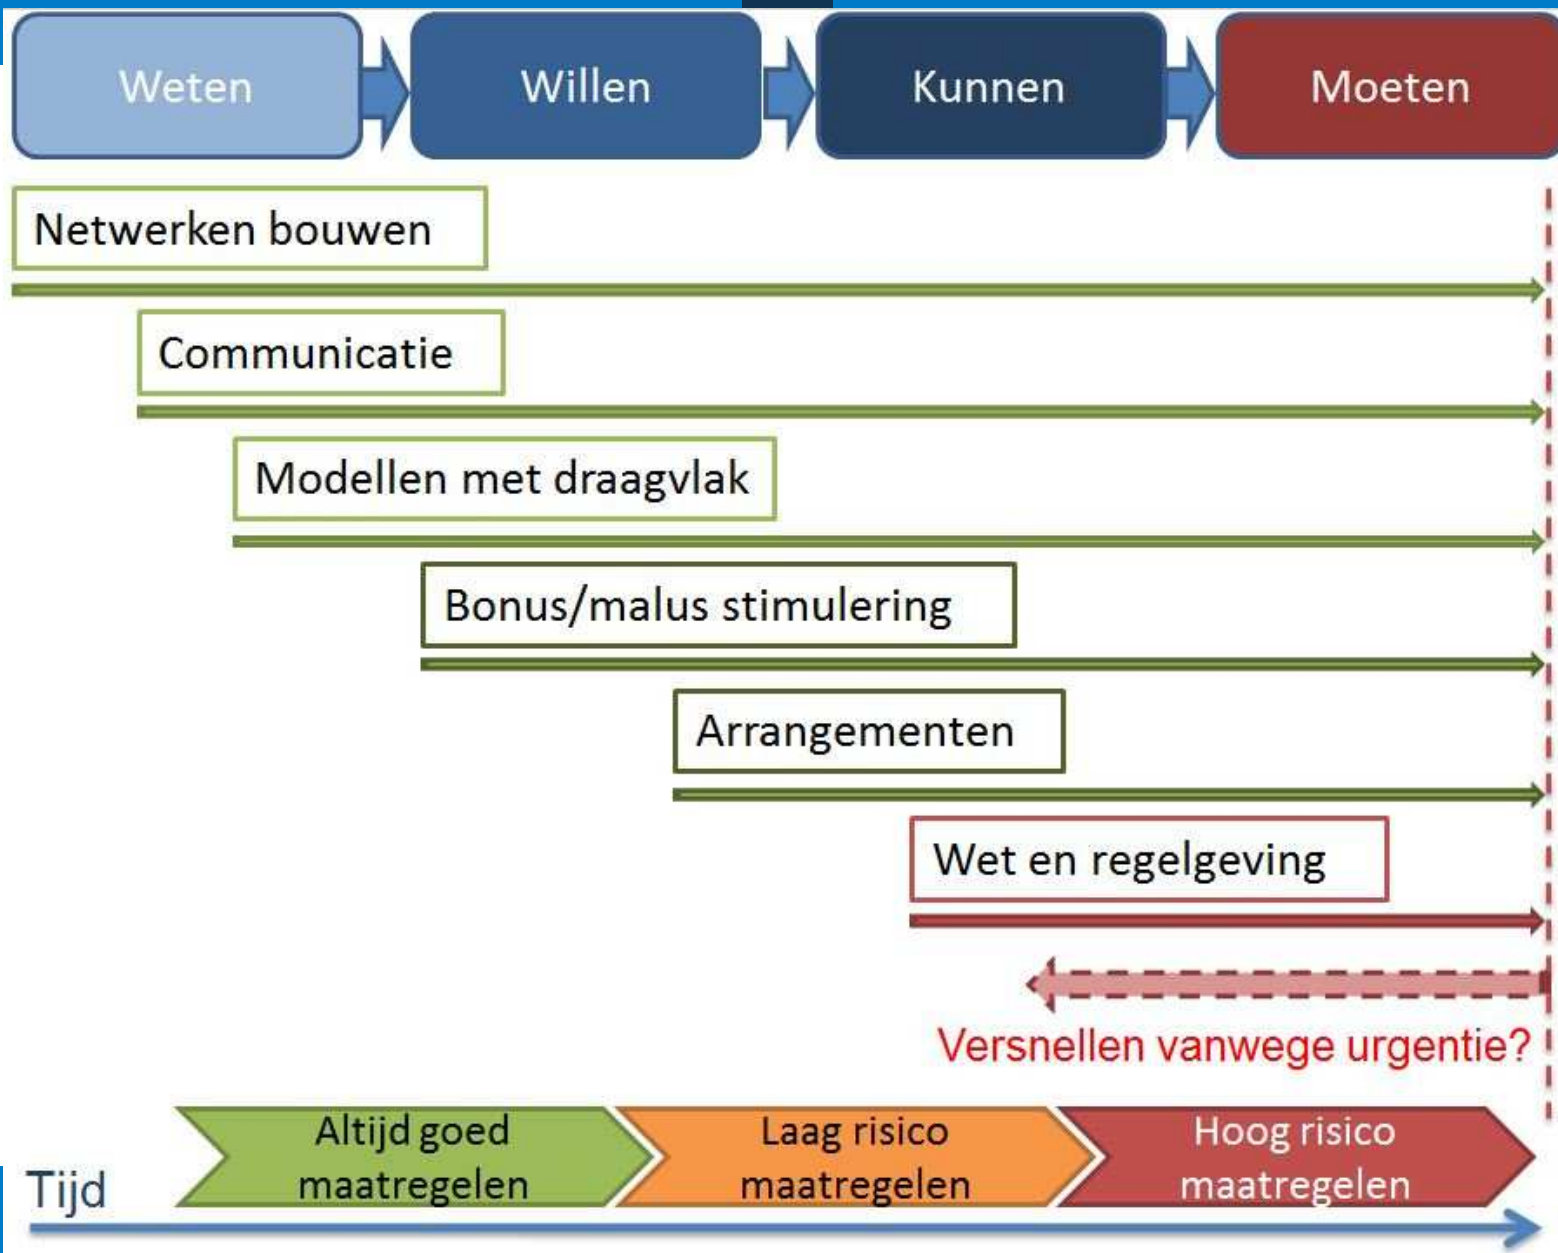 Weten
Willen
Kunnen
Moeten
Netwerken bouwen
Communicatie
Modellen met draagvlak
Bonus/malus stimulering
Arrangementen
Wet en regelgeving
Versnellen vanwege urgentie?
Altijd goed
maatregelen
Laag risico
maatregelen
Hoog risico
maatregelen
Tijd